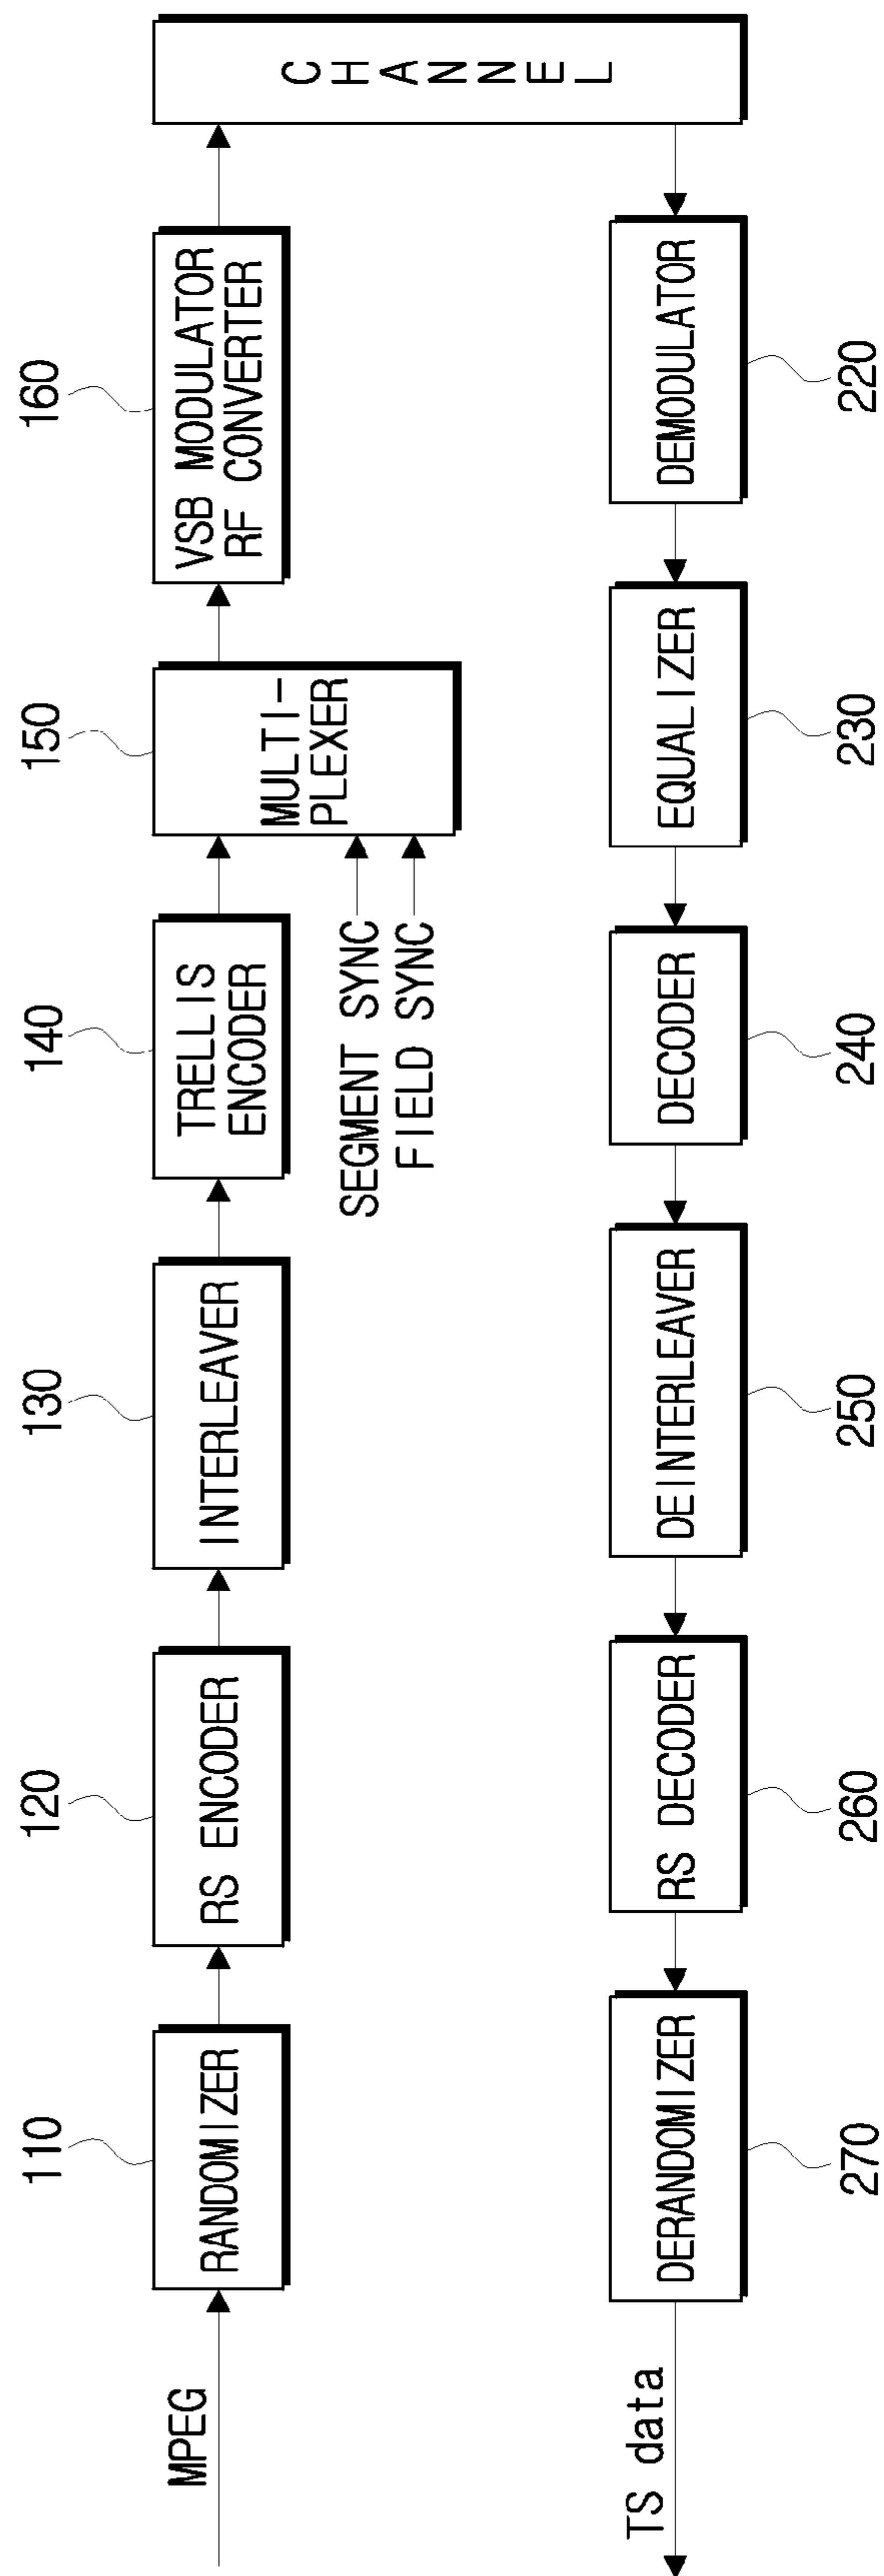 110
120
130
140
150
160
MPEG
RANDOMIZER
RS ENCODER
INTERLEAVER
TRELLIS
ENCODER
MULTI-
PLEXER
VSB MODULATOR
RF CONVERTER
CHANNEL
SEGMENT SYNC
FIELD SYNC
TS data
DERANDOMIZER
RS DECODER
DEINTERLEAVER
DECODER
EQUALIZER
DEMODULATOR
270
260
250
240
230
220